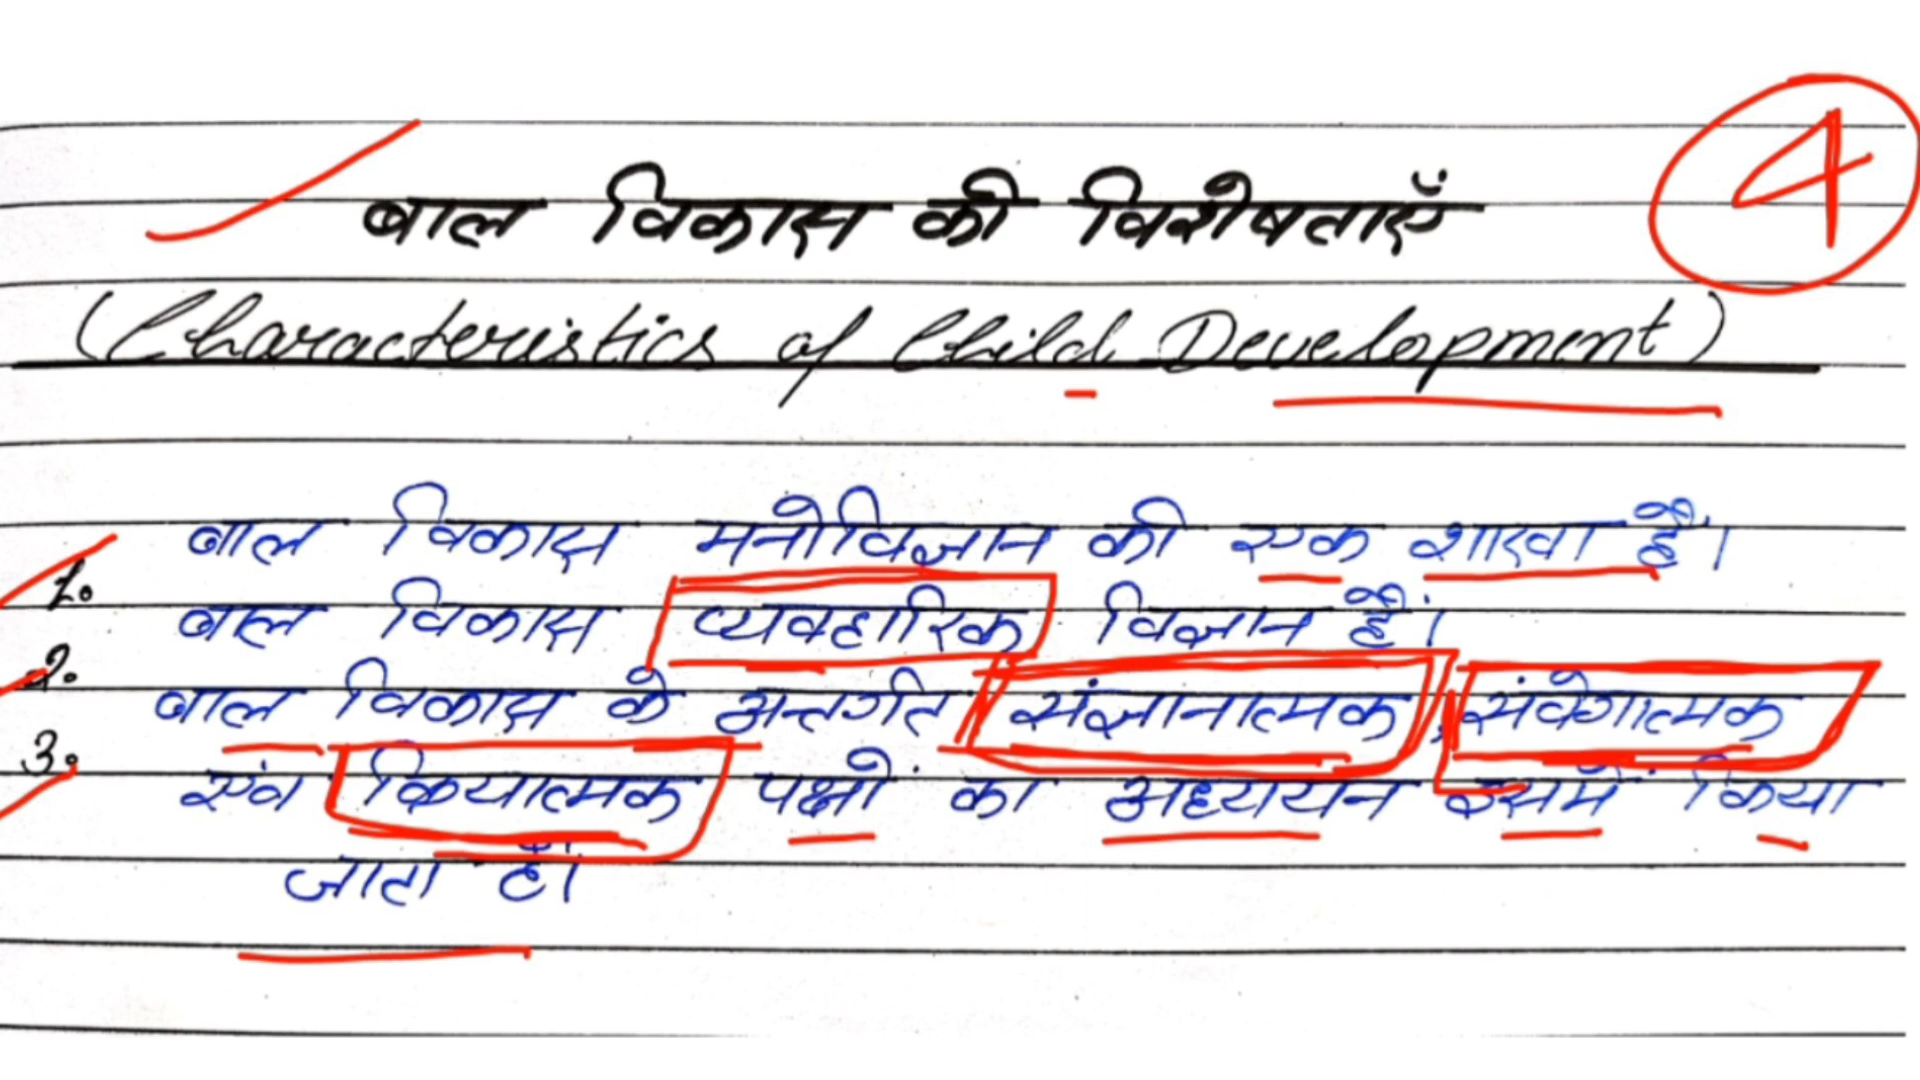 4
बाल विकास की विशेषताएँ
(Characteristics of Child Development)
1. बाल विकास मनोविज्ञान की एक शाखा है।
2. बाल विकास व्यवहारिक विज्ञान है।
3. बाल विकास के अन्तर्गत संज्ञानात्मक, संवेगात्मक
एंव क्रियात्मक पक्षों का अध्ययन इसमें किया
जाता है।